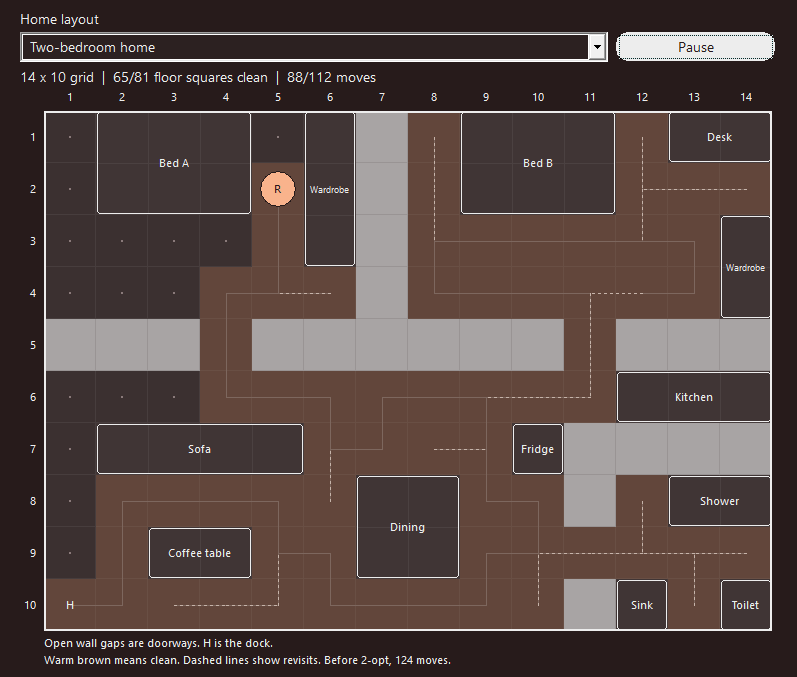 Home layout
Two-bedroom home
Pause
14 x 10 grid | 65/81 floor squares clean | 88/112 moves
1 2 3 4 5 6 7 8 9 10 11 12 13 14
1 Desk
Bed A Bed B
2 R Wardrobe
3
Wardrobe
4
5
6 Kitchen
7 Sofa Fridge
8 Shower
Dining
9 Coffee table
10 H Sink Toilet
Open wall gaps are doorways. H is the dock.
Warm brown means clean. Dashed lines show revisits. Before 2-opt, 124 moves.